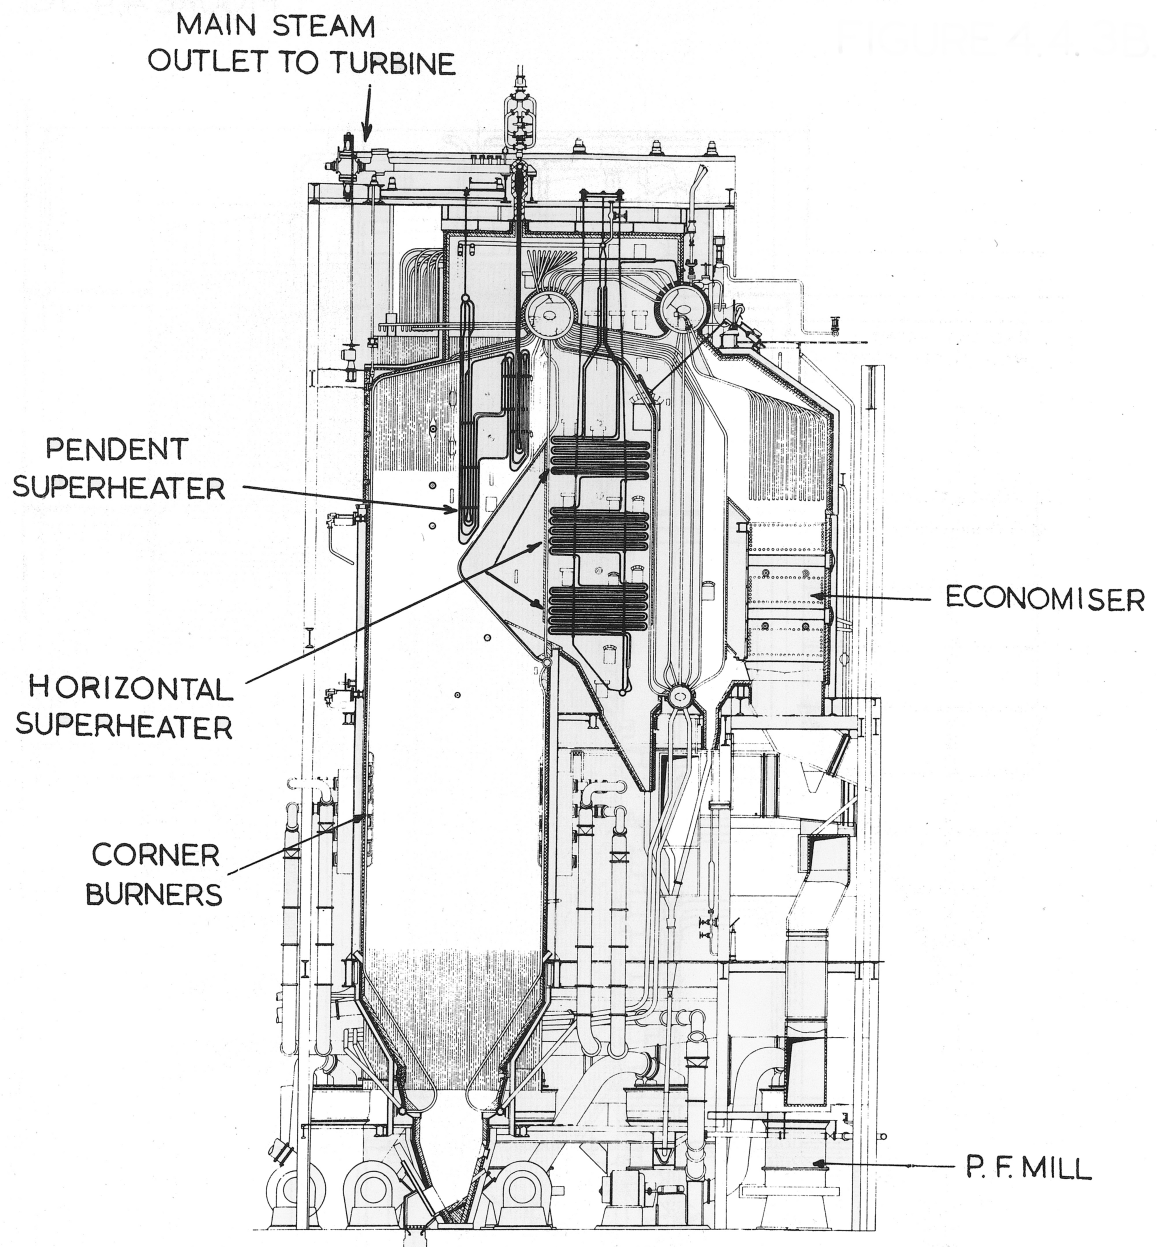 MAIN STEAM
OUTLET TO TURBINE
PENDENT
SUPERHEATER
ECONOMISER
HORIZONTAL
SUPERHEATER
CORNER
BURNERS
P. F. MILL